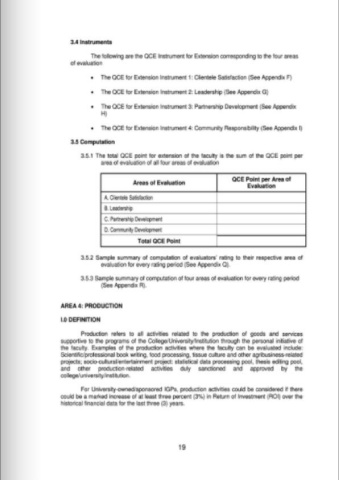 3.4 Instruments
The following are the QCE Instrument for Extension corresponding to the four areas
of evaluation
• The QCE for Extension Instrument 1: Clientele Satisfaction (See Appendix F)
• The QCE for Extension Instrument 2: Leadership (See Appendix G)
• The QCE for Extension Instrument 3: Partnership Development (See Appendix
H)
• The QCE for Extension Instrument 4: Community Responsibility (See Appendix I)
3.5 Computation
3.5.1 The total QCE point for extension of the faculty is the sum of the QCE point per
area of evaluation of all four areas of evaluation
Areas of Evaluation
QCE Point per Area of
Evaluation
A. Clientele Satisfaction
B. Leadership
C. Partnership Development
D. Community Development
Total QCE Point
3.5.2 Sample summary of computation of evaluators' rating to their respective area of
evaluation for every rating period (See Appendix Q).
3.5.3 Sample summary of computation of four areas of evaluation for every rating period
(See Appendix R).
AREA 4: PRODUCTION
I.0 DEFINITION
Production refers to all activities related to the production of goods and services
supportive to the programs of the College/University/Institution through the personal initiative of
the faculty. Examples of the production activities where the faculty can be evaluated include:
Scientific/professional book writing, food processing, tissue culture and other agribusiness-related
projects; socio-cultural/entertainment project; statistical data processing pool, thesis editing pool,
and other production-related activities duly sanctioned and approved by the
college/university/institution.
For University-owned/sponsored IGPs, production activities could be considered if there
could be a marked increase of at least three percent (3%) in Return of Investment (ROI) over the
historical financial data for the last three (3) years.
19